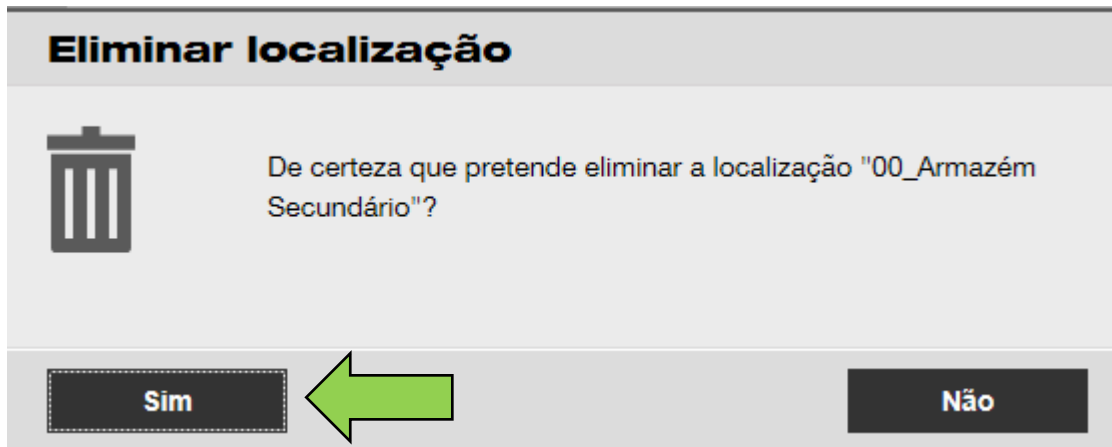 Eliminar localização
De certeza que pretende eliminar a localização "00_Armazém
Secundário"?
Sim
Não